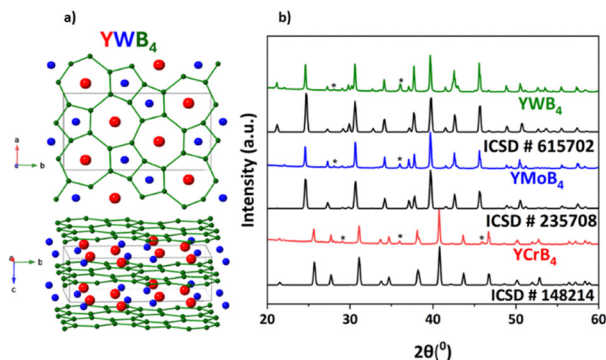 a)
YWB₄
a
b
a
b
c
b)
Intensity (a.u.)
*
*
YWB₄
ICSD # 615702
*
*
YMoB₄
ICSD # 235708
*
*
*
YCrB₄
ICSD # 148214
20
30
40
50
60
2θ(⁰)